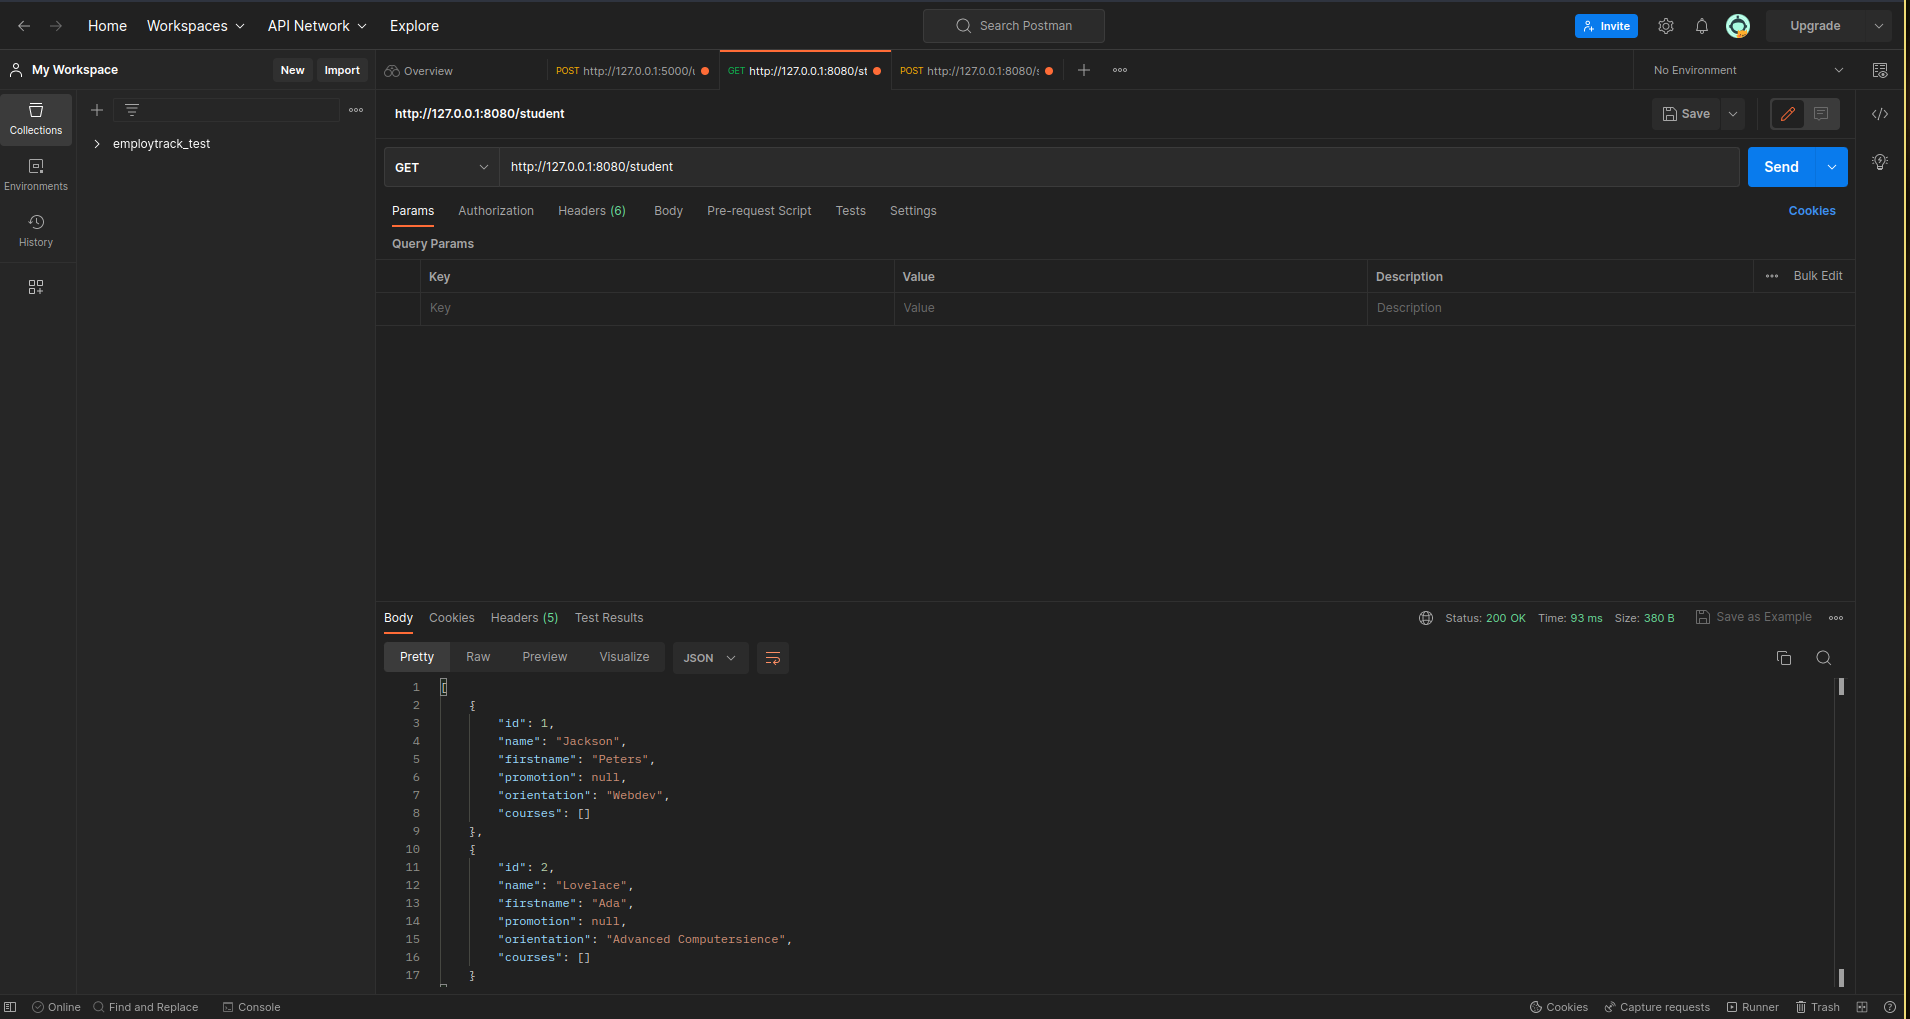 Home Workspaces API Network Explore Search Postman Invite Upgrade
My Workspace New Import Overview POST http://127.0.0.1:5000/ GET http://127.0.0.1:8080/st POST http://127.0.0.1:8080/ No Environment
Collections
employtrack_test
Environments
History
http://127.0.0.1:8080/student Save
GET http://127.0.0.1:8080/student Send
Params Authorization Headers (6) Body Pre-request Script Tests Settings Cookies
Query Params
Key Value Description Bulk Edit
Key Value Description
Body Cookies Headers (5) Test Results Status: 200 OK Time: 93 ms Size: 380 B Save as Example
Pretty Raw Preview Visualize JSON
1 [
2 {
3 "id": 1,
4 "name": "Jackson",
5 "firstname": "Peters",
6 "promotion": null,
7 "orientation": "Webdev",
8 "courses": []
9 },
10 {
11 "id": 2,
12 "name": "Lovelace",
13 "firstname": "Ada",
14 "promotion": null,
15 "orientation": "Advanced Computersience",
16 "courses": []
17 }
Online Find and Replace Console Cookies Capture requests Runner Trash